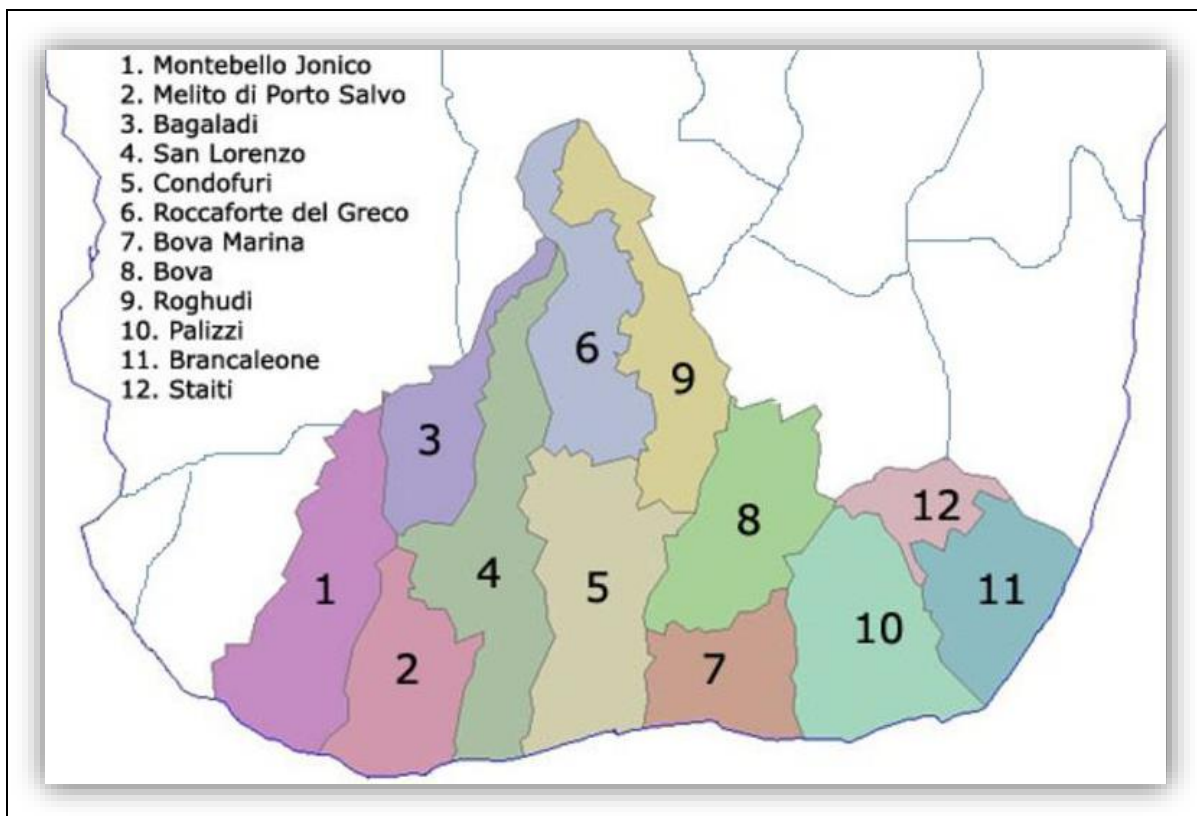 1. Montebello Jonico
2. Melito di Porto Salvo
3. Bagaladi
4. San Lorenzo
5. Condofuri
6. Roccaforte del Greco
7. Bova Marina
8. Bova
9. Roghudi
10. Palizzi
11. Brancaleone
12. Staiti
6
9
3
12
8
4
5
1
11
10
2
7